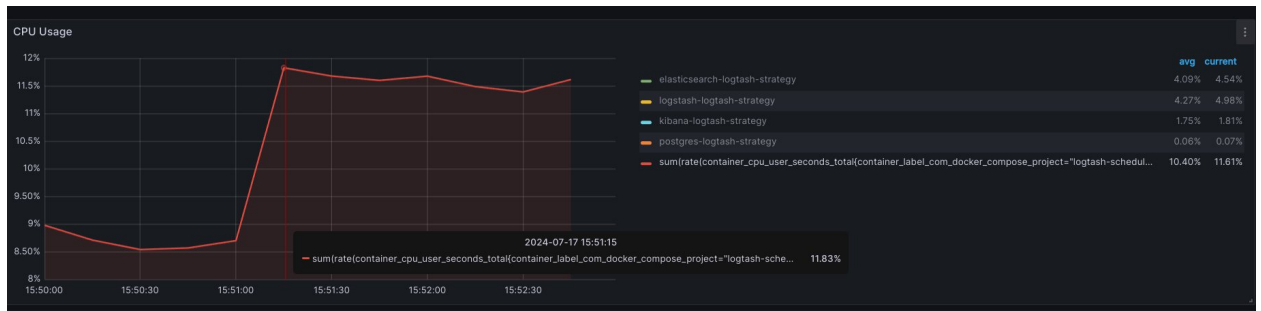 CPU Usage
12%
11.5%
11%
10.5%
10%
9.50%
9%
8.50%
8%
15:50:00 15:50:30 15:51:00 15:51:30 15:52:00 15:52:30
2024-07-17 15:51:15
sum(rate(container_cpu_user_seconds_total{container_label_com_docker_compose_project="logtash-sche... 11.83%
avg current
elasticsearch-logtash-strategy 4.09% 4.54%
logstash-logtash-strategy 4.27% 4.98%
kibana-logtash-strategy 1.75% 1.81%
postgres-logtash-strategy 0.06% 0.07%
sum(rate(container_cpu_user_seconds_total{container_label_com_docker_compose_project="logtash-schedul... 10.40% 11.61%